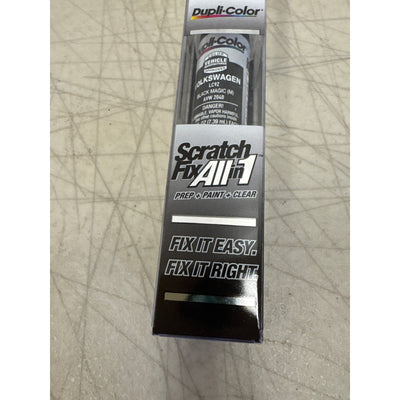 Dupli-Color
Dupli-Color
VEHICLE
VOLKSWAGEN
LC9Z
BLACK MAGIC (M)
DANGER!
Scratch
Fix All in 1
PREP + PAINT + CLEAR
FIX IT EASY.
FIX IT RIGHT.